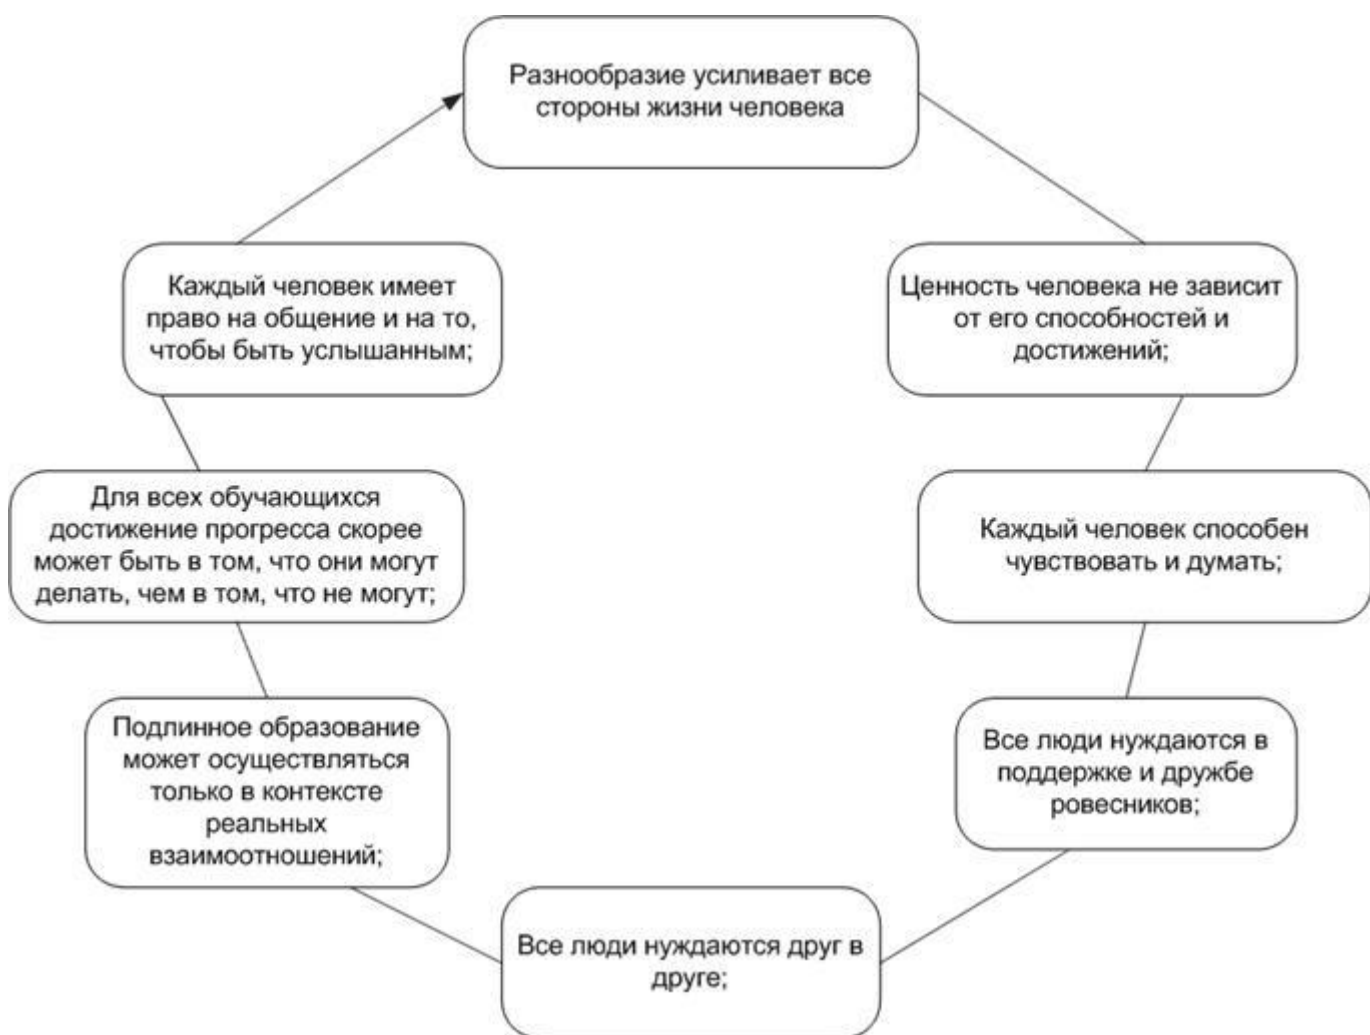 Разнообразие усиливает все
стороны жизни человека
Каждый человек имеет
право на общение и на то,
чтобы быть услышанным;
Ценность человека не зависит
от его способностей и
достижений;
Для всех обучающихся
достижение прогресса скорее
может быть в том, что они могут
делать, чем в том, что не могут;
Каждый человек способен
чувствовать и думать;
Подлинное образование
может осуществляться
только в контексте
реальных
взаимоотношений;
Все люди нуждаются в
поддержке и дружбе
ровесников;
Все люди нуждаются друг в
друге;